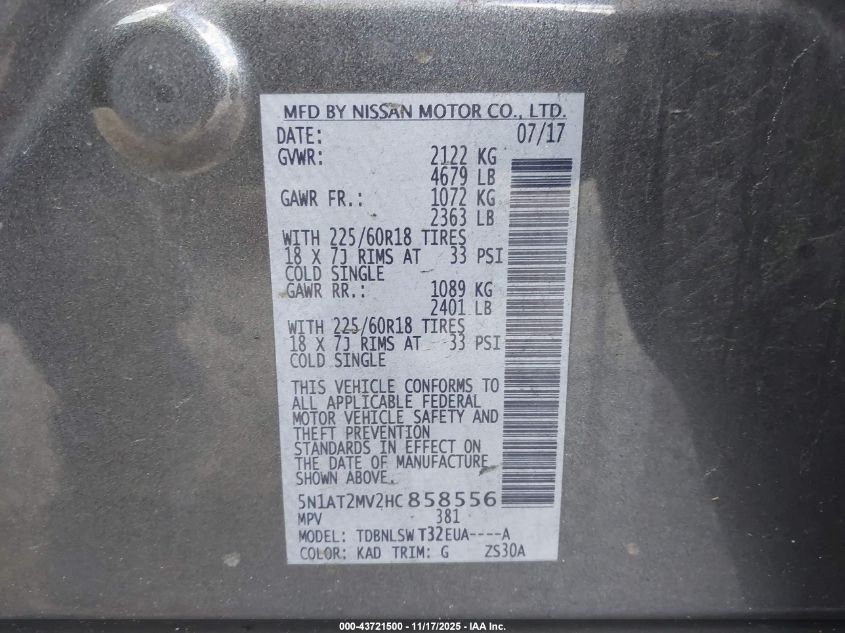 MFD BY NISSAN MOTOR CO., LTD.
DATE: 07/17
GVWR: 2122 KG
4679 LB
GAWR FR.: 1072 KG
2363 LB
WITH 225/60R18 TIRES
18 X 7J RIMS AT 33 PSI
COLD SINGLE
GAWR RR.: 1089 KG
2401 LB
WITH 225/60R18 TIRES
18 X 7J RIMS AT 33 PSI
COLD SINGLE
THIS VEHICLE CONFORMS TO
ALL APPLICABLE FEDERAL
MOTOR VEHICLE SAFETY AND
THEFT PREVENTION
STANDARDS IN EFFECT ON
THE DATE OF MANUFACTURE
SHOWN ABOVE.
5N1AT2MV2HC858556
MPV 381
MODEL: TDBNLSW T32EUA----A
COLOR: KAD TRIM: G ZS30A
000-43721500 - 11/17/2025 - IAA Inc.